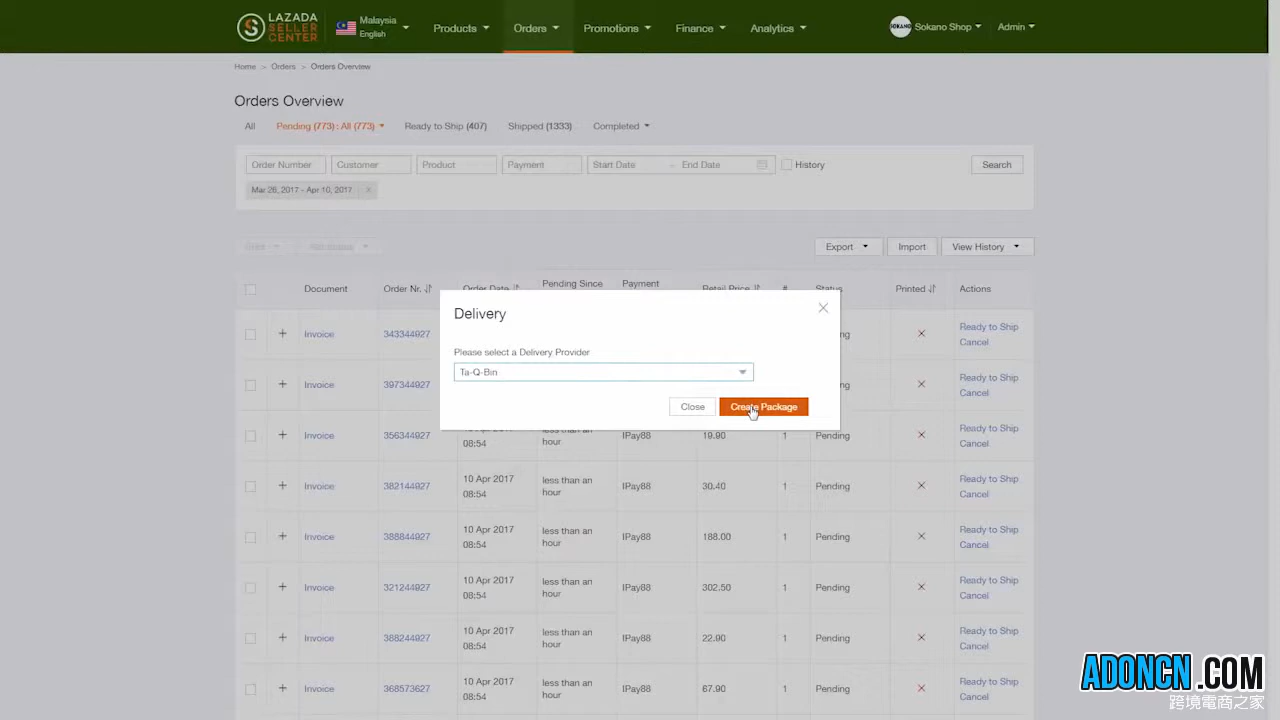 LAZADA
SELLER
CENTER
Malaysia
English
Products
Orders
Promotions
Finance
Analytics
SOKANO
Sokano Shop
Admin
Home > Orders > Orders Overview
Orders Overview
All
Pending (773) : All (773)
Ready to Ship (407)
Shipped (1333)
Completed
Order Number
Customer
Product
Payment
Start Date
– End Date
History
Search
Mar 26, 2017 - Apr 10, 2017 ×
Export
Import
View History
Document
Order Nr.
Order Date
Pending Since
Payment
Retail Price
#
Status
Printed
Actions
Delivery
Please select a Delivery Provider
Ta-Q-Bin
Close
Create Package
+ Invoice 343344927
Ready to Ship
Cancel
+ Invoice 397344927
Ready to Ship
Cancel
+ Invoice 356344927 10 Apr 2017 08:54 less than an hour IPay88 19.90 1 Pending
Ready to Ship
Cancel
+ Invoice 382144927 10 Apr 2017 08:54 less than an hour IPay88 30.40 1 Pending
Ready to Ship
Cancel
+ Invoice 388844927 10 Apr 2017 08:54 less than an hour IPay88 188.00 1 Pending
Ready to Ship
Cancel
+ Invoice 321244927 10 Apr 2017 08:54 less than an hour IPay88 302.50 1 Pending
Ready to Ship
Cancel
+ Invoice 388244927 10 Apr 2017 08:54 less than an hour IPay88 22.90 1 Pending
Ready to Ship
Cancel
+ Invoice 368573627 10 Apr 2017 08:54 less than an hour IPay88 67.90 1 Pending
Ready to Ship
Cancel
ADONCN.COM
跨境電商之家